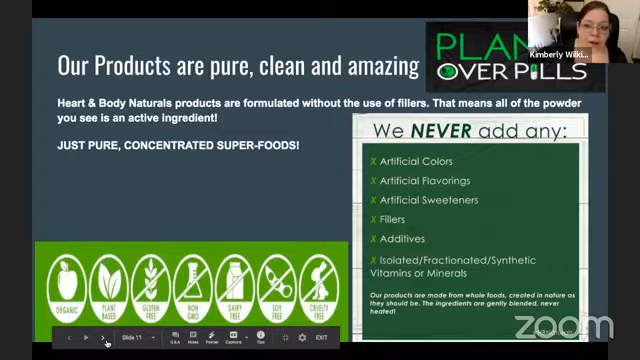 Our Products are pure, clean and amazing
PLAN
OVER PILLS
Kimberly Wilki...
Heart & Body Naturals products are formulated without the use of fillers. That means all of the powder
you see is an active ingredient!
JUST PURE, CONCENTRATED SUPER-FOODS!
We NEVER add any:
X Artificial Colors
X Artificial Flavorings
X Artificial Sweeteners
X Fillers
X Additives
X Isolated/Fractionated/Synthetic
Vitamins or Minerals
Our products are made from whole foods, created in nature as
they should be. The ingredients are gently blended, never
heated!
ORGANIC
PLANT BASED
GLUTEN FREE
NON GMO
DAIRY FREE
SOY FREE
CRUELTY FREE
Slide 11
Q&A
Notes
Pointer
Captions
Tips
EXIT
zoom